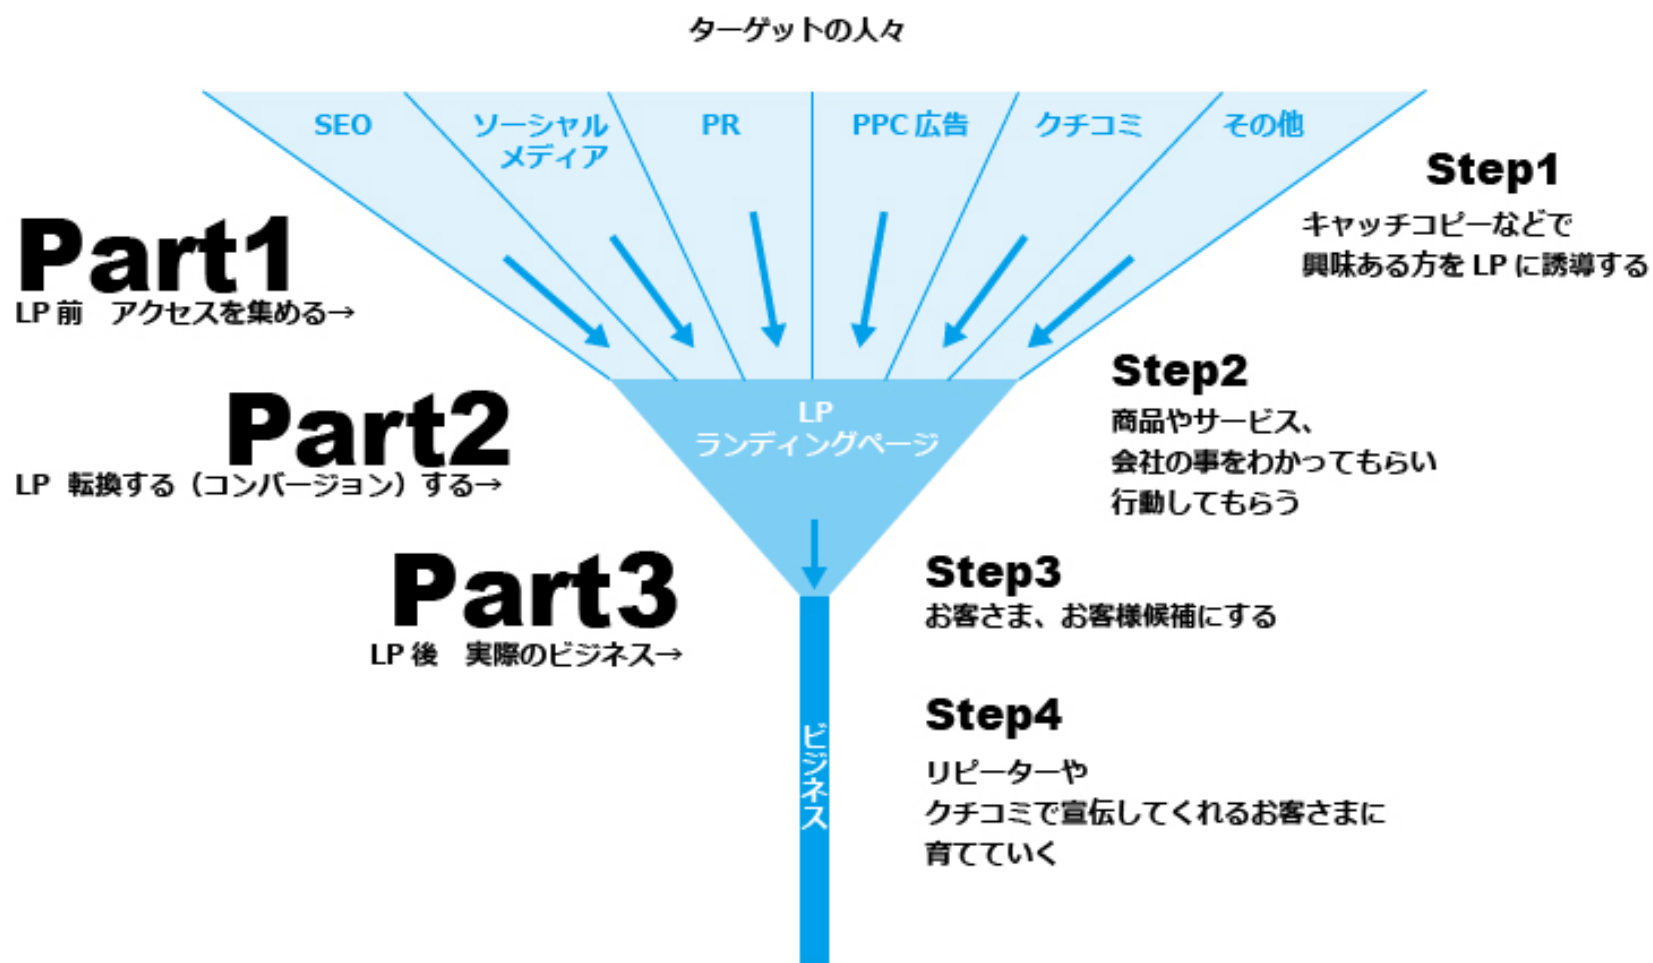 ターゲットの人々
SEO
ソーシャル
メディア
PR
PPC 広告
クチコミ
その他
Step1
キャッチコピーなどで
興味ある方を LP に誘導する
Part1
LP 前　アクセスを集める→
Step2
商品やサービス、
会社の事をわかってもらい
行動してもらう
LP
ランディングページ
Part2
LP 転換する（コンバージョン）する→
Part3
LP 後　実際のビジネス→
Step3
お客さま、お客様候補にする
ビジネス
Step4
リピーターや
クチコミで宣伝してくれるお客さまに
育てていく